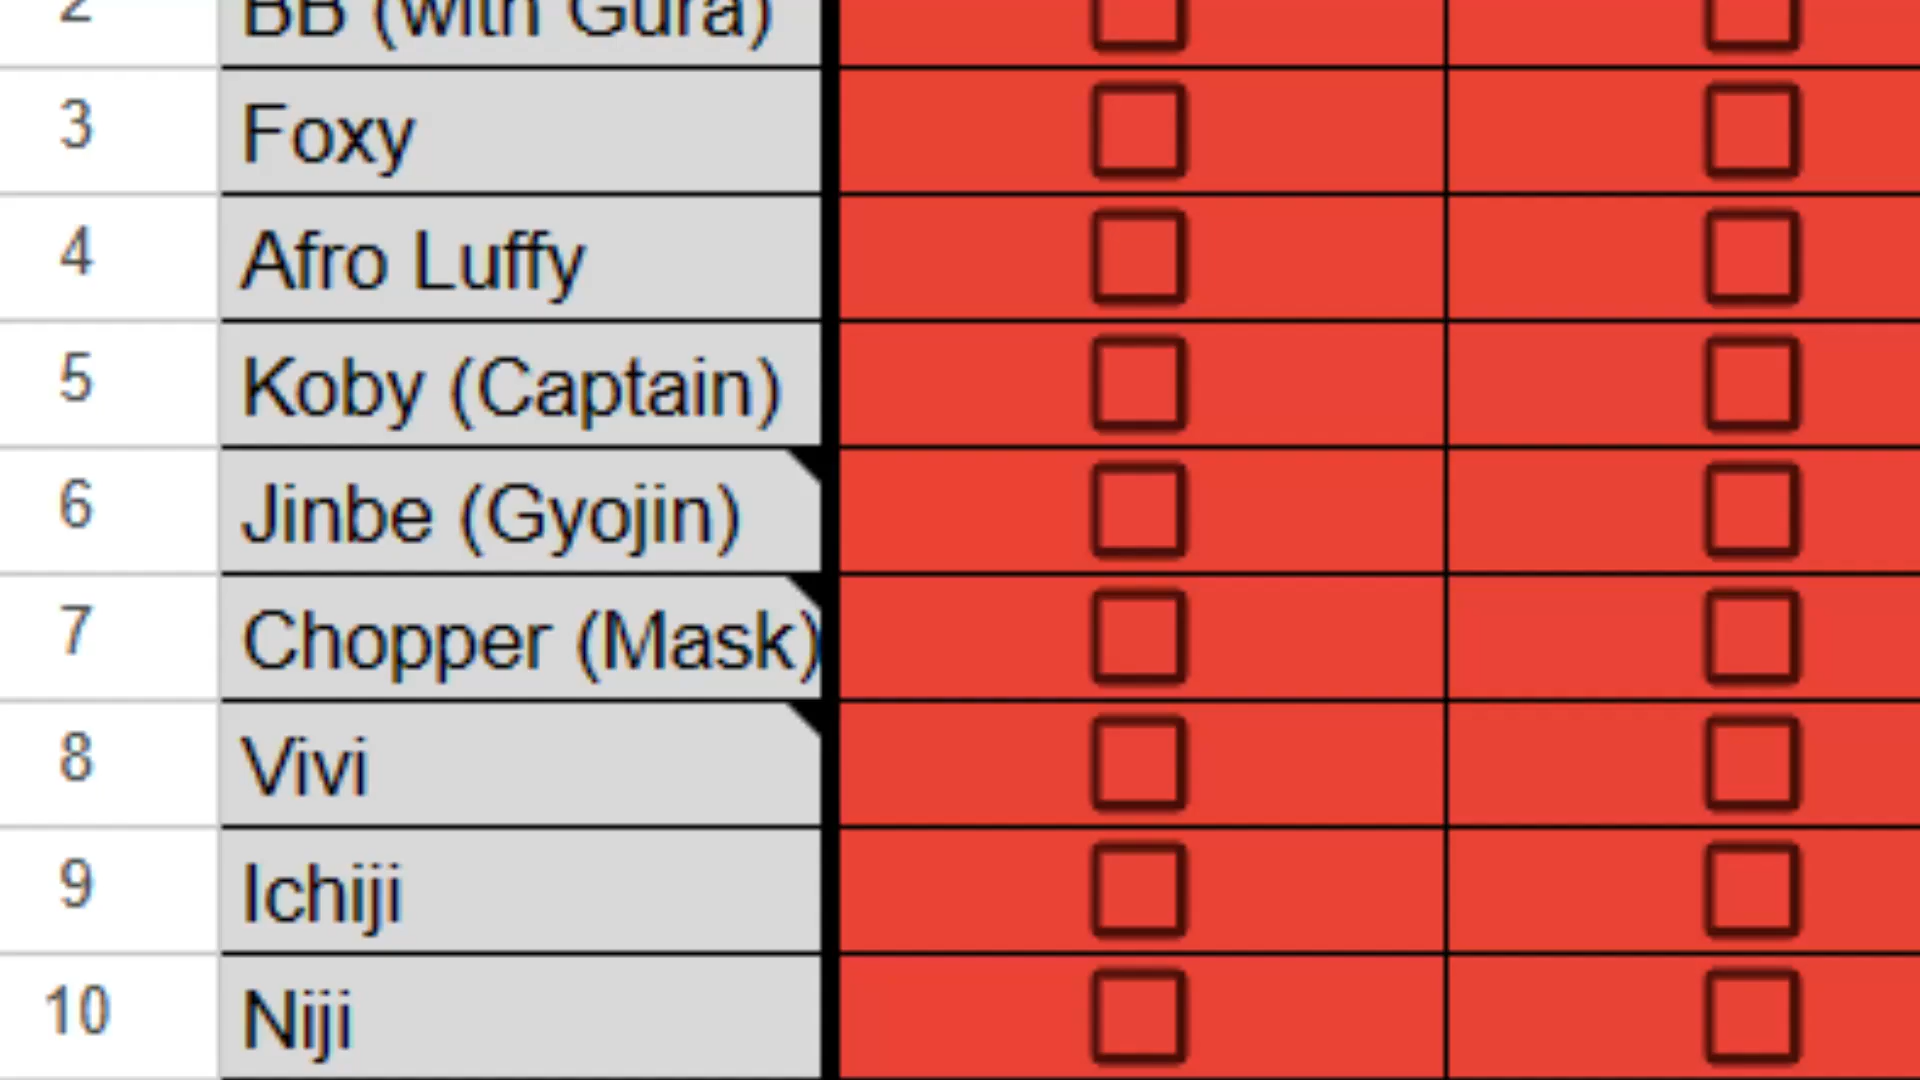 2 BB (with Gura)
3 Foxy
4 Afro Luffy
5 Koby (Captain)
6 Jinbe (Gyojin)
7 Chopper (Mask)
8 Vivi
9 Ichiji
10 Niji